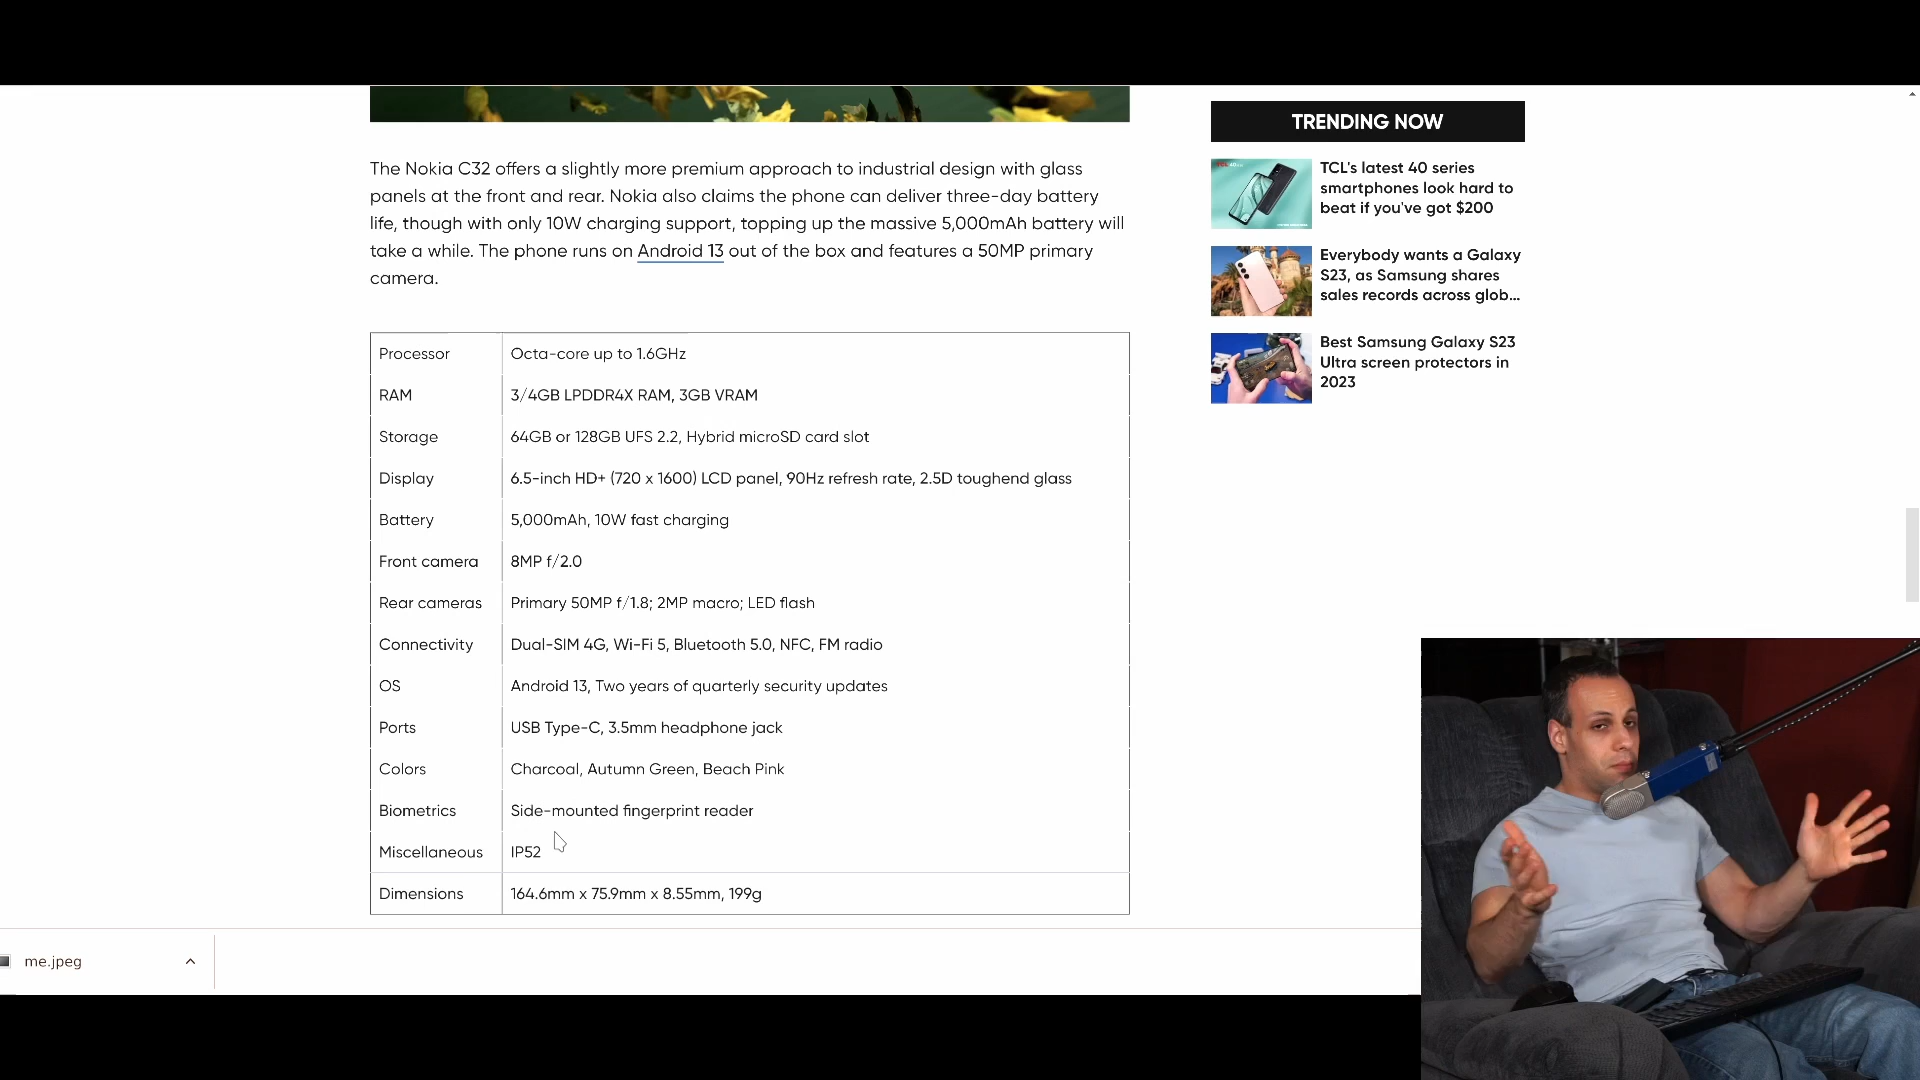 The Nokia C32 offers a slightly more premium approach to industrial design with glass
panels at the front and rear. Nokia also claims the phone can deliver three-day battery
life, though with only 10W charging support, topping up the massive 5,000mAh battery will
take a while. The phone runs on Android 13 out of the box and features a 50MP primary
camera.
Processor Octa-core up to 1.6GHz
RAM 3/4GB LPDDR4X RAM, 3GB VRAM
Storage 64GB or 128GB UFS 2.2, Hybrid microSD card slot
Display 6.5-inch HD+ (720 x 1600) LCD panel, 90Hz refresh rate, 2.5D toughend glass
Battery 5,000mAh, 10W fast charging
Front camera 8MP f/2.0
Rear cameras Primary 50MP f/1.8; 2MP macro; LED flash
Connectivity Dual-SIM 4G, Wi-Fi 5, Bluetooth 5.0, NFC, FM radio
OS Android 13, Two years of quarterly security updates
Ports USB Type-C, 3.5mm headphone jack
Colors Charcoal, Autumn Green, Beach Pink
Biometrics Side-mounted fingerprint reader
Miscellaneous IP52
Dimensions 164.6mm x 75.9mm x 8.55mm, 199g
TRENDING NOW
TCL's latest 40 series
smartphones look hard to
beat if you've got $200
Everybody wants a Galaxy
S23, as Samsung shares
sales records across glob...
Best Samsung Galaxy S23
Ultra screen protectors in
2023
me.jpeg